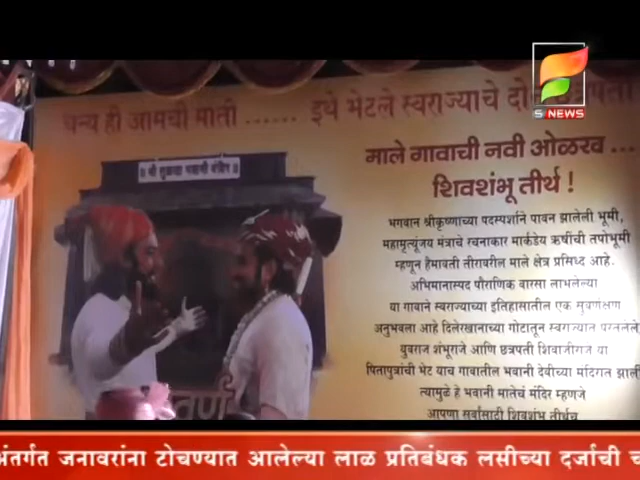 धन्य ही आमची माती ...... इथे भेटले स्वराज्याचे
S NEWS
माले गावाची नवी ओळख ...
शिवशंभू तीर्थ !
॥ श्री तुळजा भवानी मंदिर ॥
भगवान श्रीकृष्णाच्या पदस्पर्शाने पावन झालेली भूमी,
महामृत्युंजय मंत्राचे रचनाकार मार्कंडेय ऋषींची तपोभूमी
म्हणून हैमावती तीरावरील माले क्षेत्र प्रसिध्द आहे.
अभिमानास्पद पौराणिक वारसा लाभलेल्या
या गावाने स्वराज्याच्या इतिहासातील एक सुवर्णक्षण
अनुभवला आहे दिलेरखानाच्या गोटातून स्वराज्यात परतलेले
युवराज शंभूराजे आणि छत्रपती शिवाजीराजे या
पितापुत्रांची भेट याच गावातील भवानी देवीच्या मंदिरात झाली
त्यामुळे हे भवानी मातेचं मंदिर म्हणजे
आपणा सर्वांसाठी शिवशंभू तीर्थच
अंतर्गत जनावरांना टोचण्यात आलेल्या लाळ प्रतिबंधक लसीच्या दर्जाची